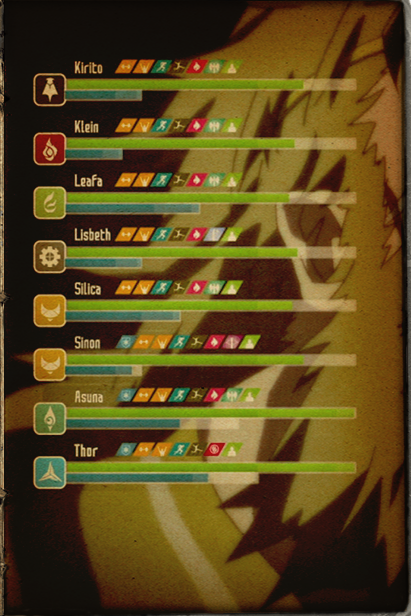 Kirito
Klein
Leafa
Lisbeth
Silica
Sinon
Asuna
Thor